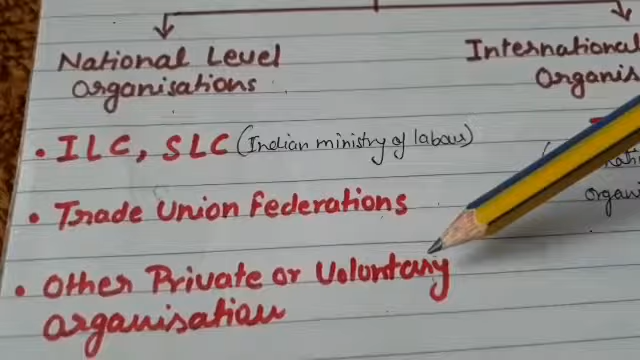 National Level
Organisations
International
Organis
• ILC, SLC (Indian ministry of labour)
• Trade Union Federations
organi
• Other Private or Voluntary
organisation